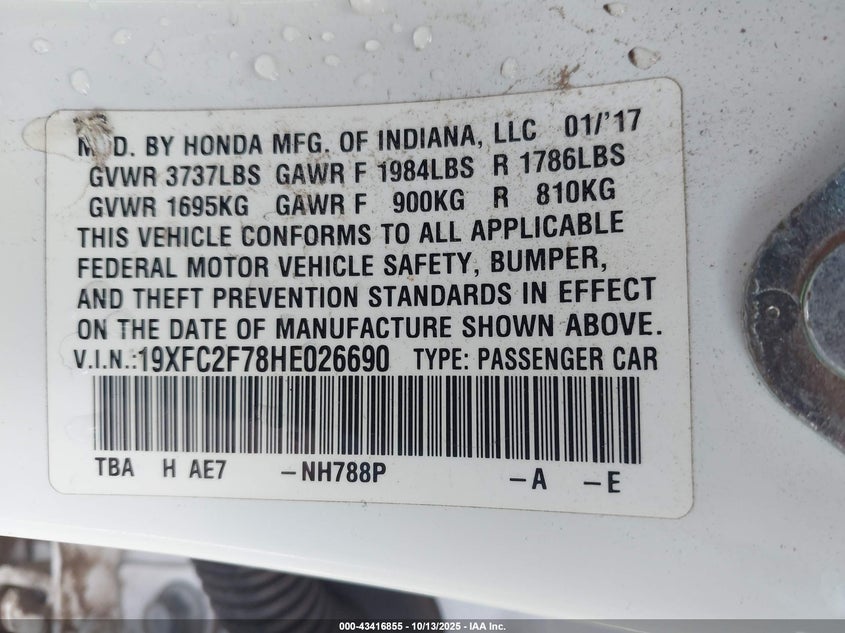 MFD. BY HONDA MFG. OF INDIANA, LLC 01/'17
GVWR 3737LBS GAWR F 1984LBS R 1786LBS
GVWR 1695KG GAWR F 900KG R 810KG
THIS VEHICLE CONFORMS TO ALL APPLICABLE
FEDERAL MOTOR VEHICLE SAFETY, BUMPER,
AND THEFT PREVENTION STANDARDS IN EFFECT
ON THE DATE OF MANUFACTURE SHOWN ABOVE.
V.I.N.:19XFC2F78HE026690 TYPE: PASSENGER CAR
TBA H AE7 -NH788P -A -E
000-43416855 - 10/13/2025 - IAA Inc.